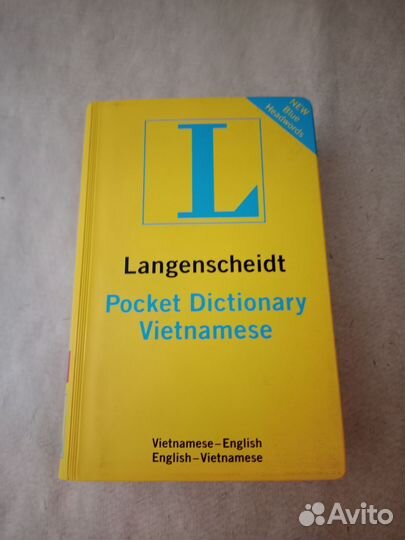 NEW
Blue
Headwords
L
Langenscheidt
Pocket Dictionary
Vietnamese
Vietnamese–English
English–Vietnamese
Avito